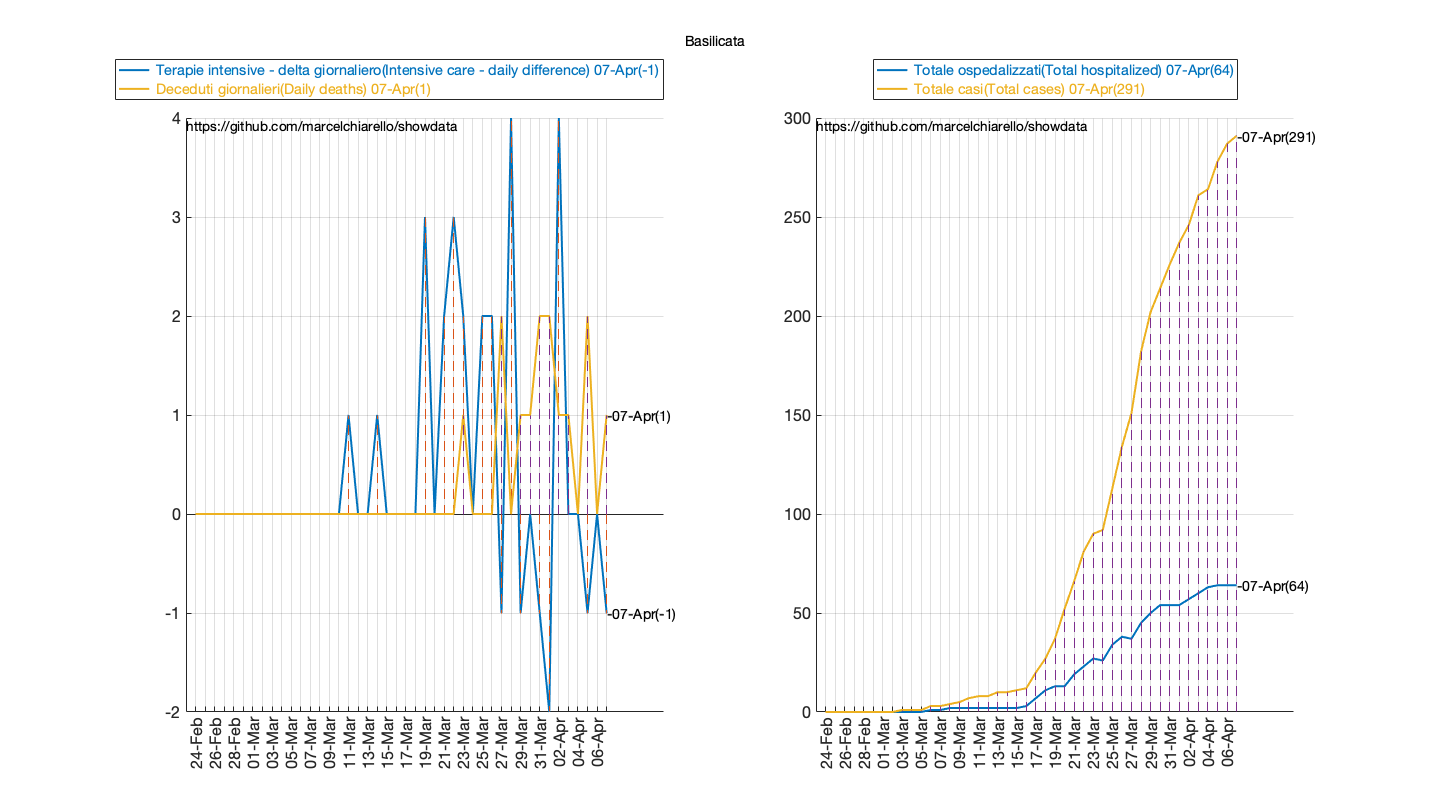 Basilicata
Terapie intensive - delta giornaliero(Intensive care - daily difference) 07-Apr(-1)
Deceduti giornalieri(Daily deaths) 07-Apr(1)
https://github.com/marcelchiarello/showdata
4
3
2
1
0
-1
-2
-07-Apr(1)
-07-Apr(-1)
24-Feb
26-Feb
28-Feb
01-Mar
03-Mar
05-Mar
07-Mar
09-Mar
11-Mar
13-Mar
15-Mar
17-Mar
19-Mar
21-Mar
23-Mar
25-Mar
27-Mar
29-Mar
31-Mar
02-Apr
04-Apr
06-Apr
Totale ospedalizzati(Total hospitalized) 07-Apr(64)
Totale casi(Total cases) 07-Apr(291)
https://github.com/marcelchiarello/showdata
300
250
200
150
100
50
0
-07-Apr(291)
-07-Apr(64)
24-Feb
26-Feb
28-Feb
01-Mar
03-Mar
05-Mar
07-Mar
09-Mar
11-Mar
13-Mar
15-Mar
17-Mar
19-Mar
21-Mar
23-Mar
25-Mar
27-Mar
29-Mar
31-Mar
02-Apr
04-Apr
06-Apr